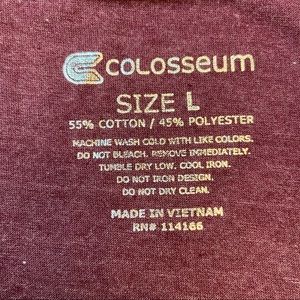 COLOSSEUM
SIZE L
55% COTTON / 45% POLYESTER
MACHINE WASH COLD WITH LIKE COLORS.
DO NOT BLEACH. REMOVE IMMEDIATELY.
TUMBLE DRY LOW. COOL IRON.
DO NOT IRON DESIGN.
DO NOT DRY CLEAN.
MADE IN VIETNAM
RN# 114166